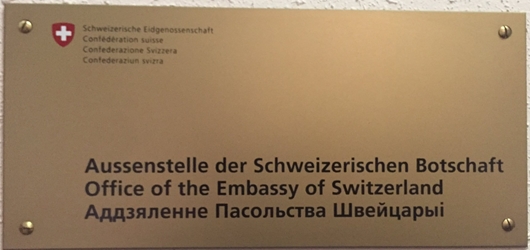 Schweizerische Eidgenossenschaft
Confédération suisse
Confederazione Svizzera
Confederaziun svizra
Aussenstelle der Schweizerischen Botschaft
Office of the Embassy of Switzerland
Аддзяленне Пасольства Швейцарыі